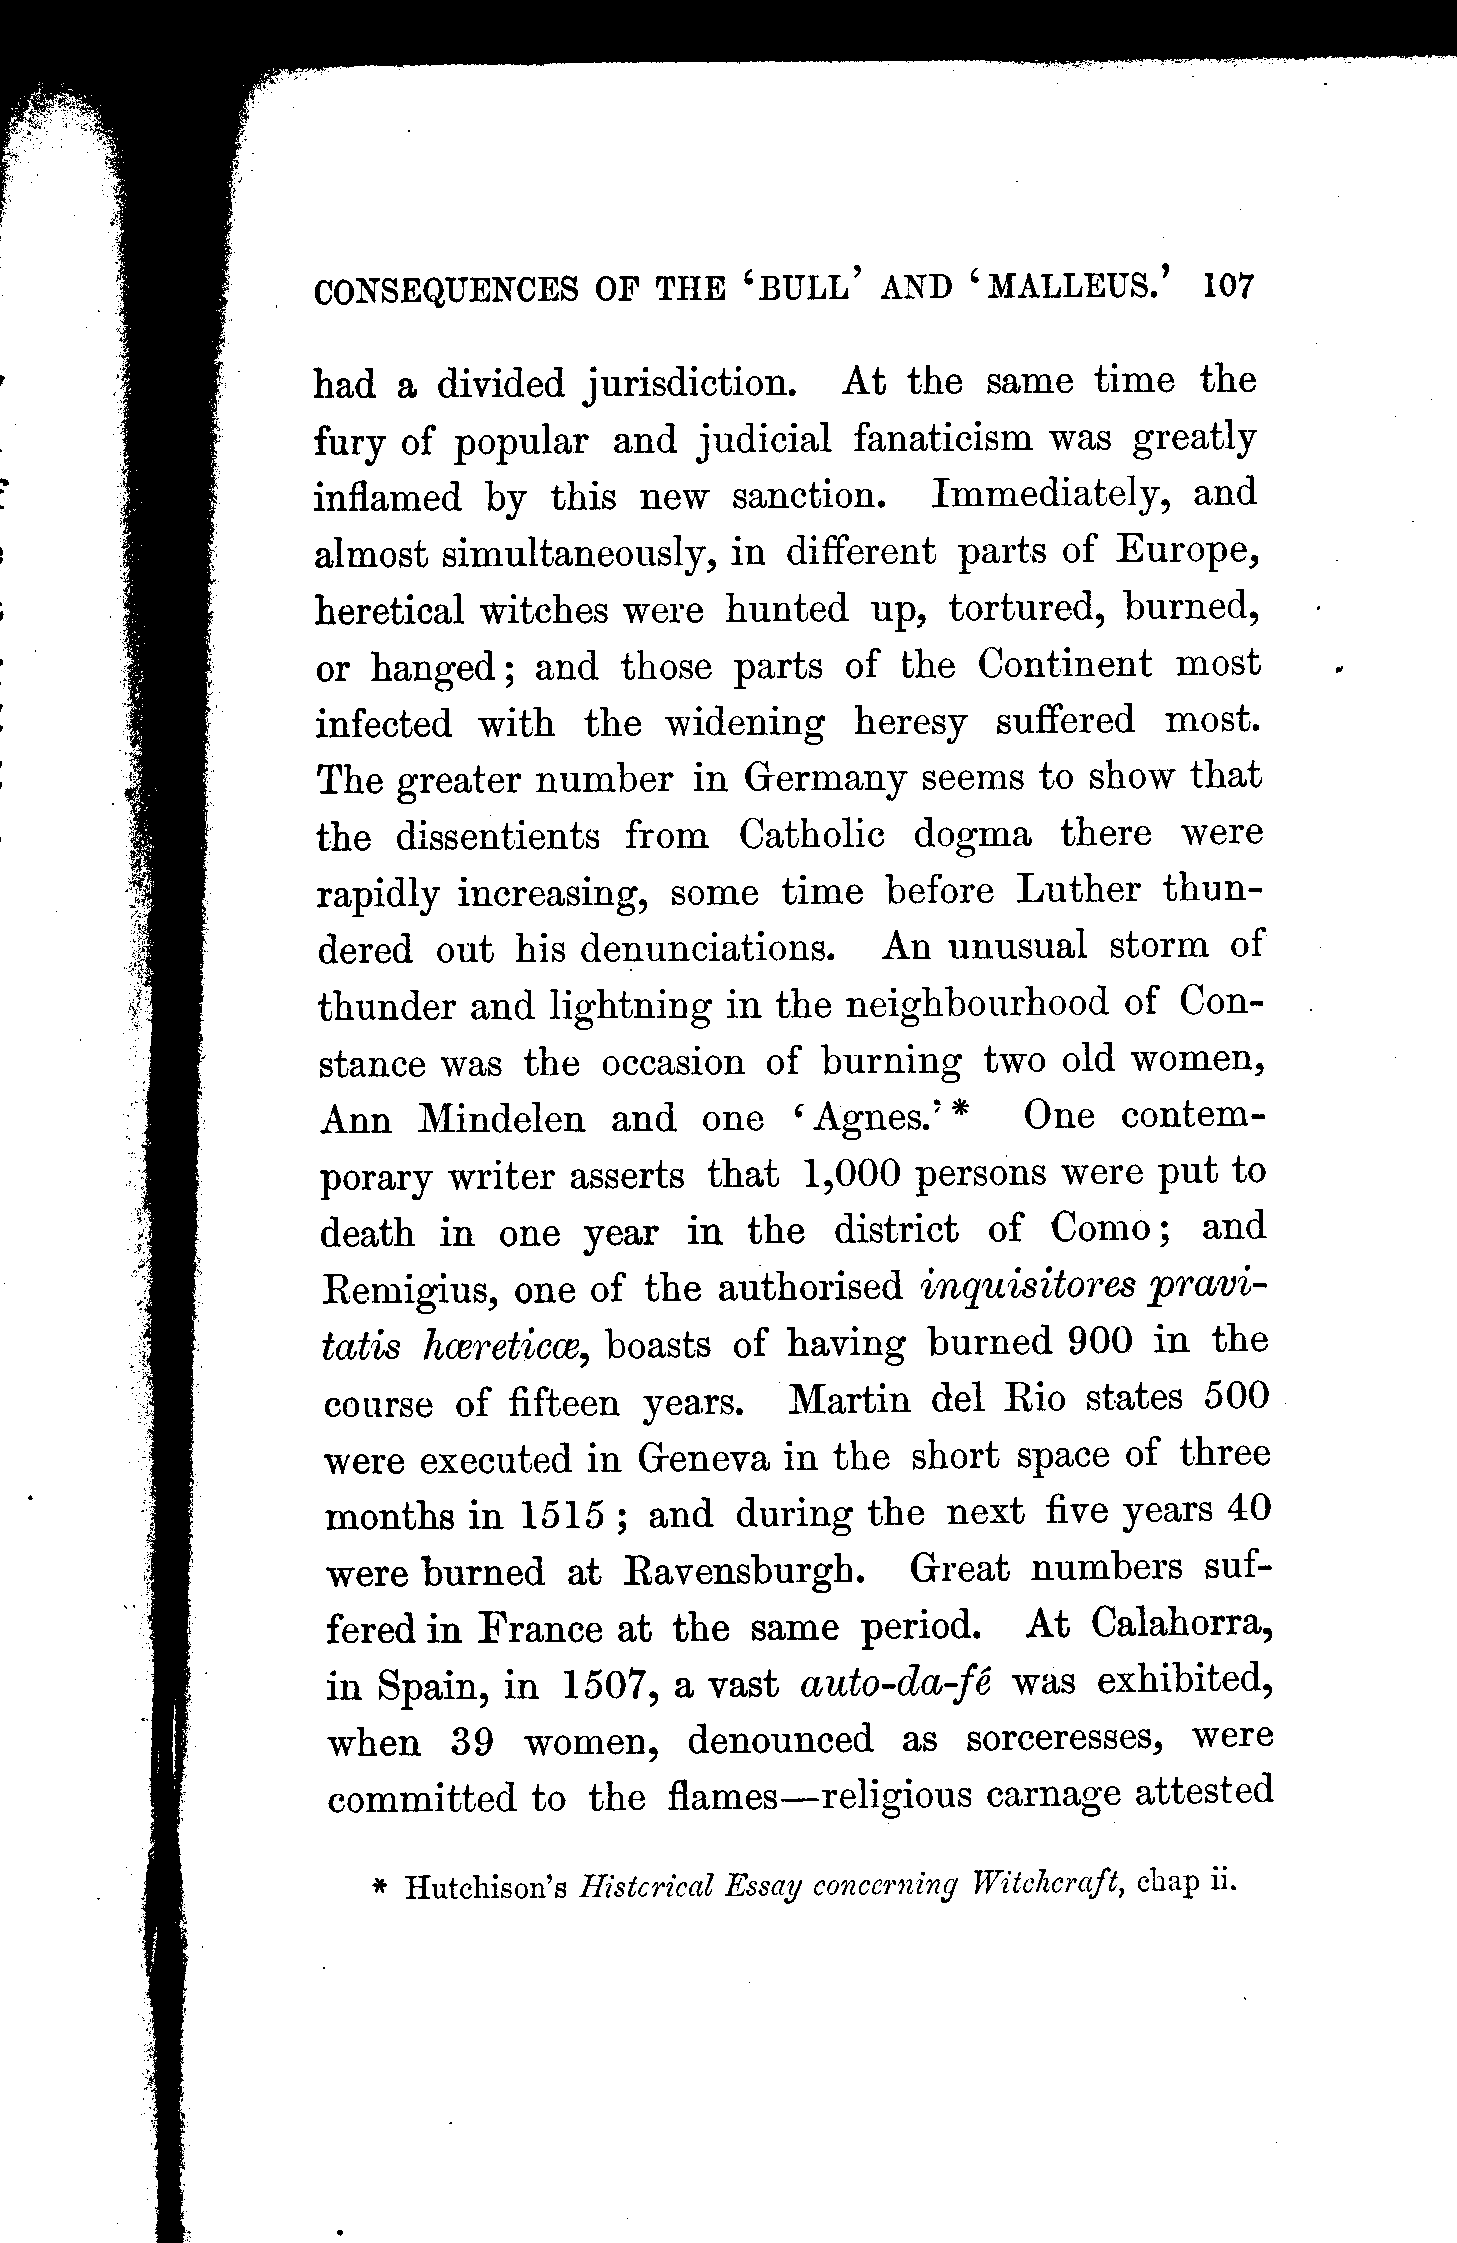 CONSEQUENCES OF THE ‘BULL’ AND ‘MALLEUS.’ 107
had a divided jurisdiction. At the same time the
fury of popular and judicial fanaticism was greatly
inflamed by this new sanction. Immediately, and
almost simultaneously, in different parts of Europe,
heretical witches were hunted up, tortured, burned,
or hanged; and those parts of the Continent most
infected with the widening heresy suffered most.
The greater number in Germany seems to show that
the dissentients from Catholic dogma there were
rapidly increasing, some time before Luther thun-
dered out his denunciations. An unusual storm of
thunder and lightning in the neighbourhood of Con-
stance was the occasion of burning two old women,
Ann Mindelen and one ‘Agnes.’* One contem-
porary writer asserts that 1,000 persons were put to
death in one year in the district of Como; and
Remigius, one of the authorised inquisitores pravi-
tatis hæreticæ, boasts of having burned 900 in the
course of fifteen years. Martin del Rio states 500
were executed in Geneva in the short space of three
months in 1515; and during the next five years 40
were burned at Ravensburgh. Great numbers suf-
fered in France at the same period. At Calahorra,
in Spain, in 1507, a vast auto-da-fé was exhibited,
when 39 women, denounced as sorceresses, were
committed to the flames—religious carnage attested
* Hutchison’s Historical Essay concerning Witchcraft, chap ii.